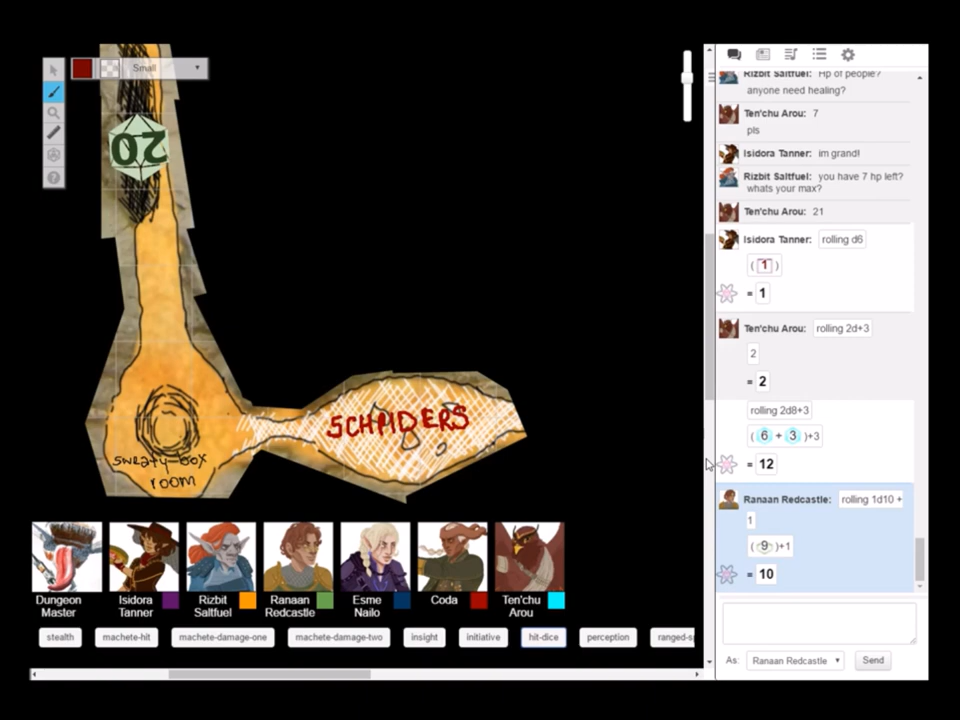 Small
20
SCHPIDERS
sweaty-box
room
Dungeon
Master
Isidora
Tanner
Rizbit
Saltfuel
Ranaan
Redcastle
Esme
Nailo
Coda
Ten'chu
Arou
stealth
machete-hit
machete-damage-one
machete-damage-two
insight
initiative
hit-dice
perception
ranged-sp
Rizbit Saltfuel: Hp of people?
anyone need healing?
Ten'chu Arou: 7
pls
Isidora Tanner: im grand!
Rizbit Saltfuel: you have 7 hp left?
whats your max?
Ten'chu Arou: 21
Isidora Tanner: rolling d6
( 1 )
= 1
Ten'chu Arou: rolling 2d+3
2
= 2
rolling 2d8+3
( 6 + 3 )+3
= 12
Ranaan Redcastle: rolling 1d10 +
1
( 9 )+1
= 10
As: Ranaan Redcastle
Send